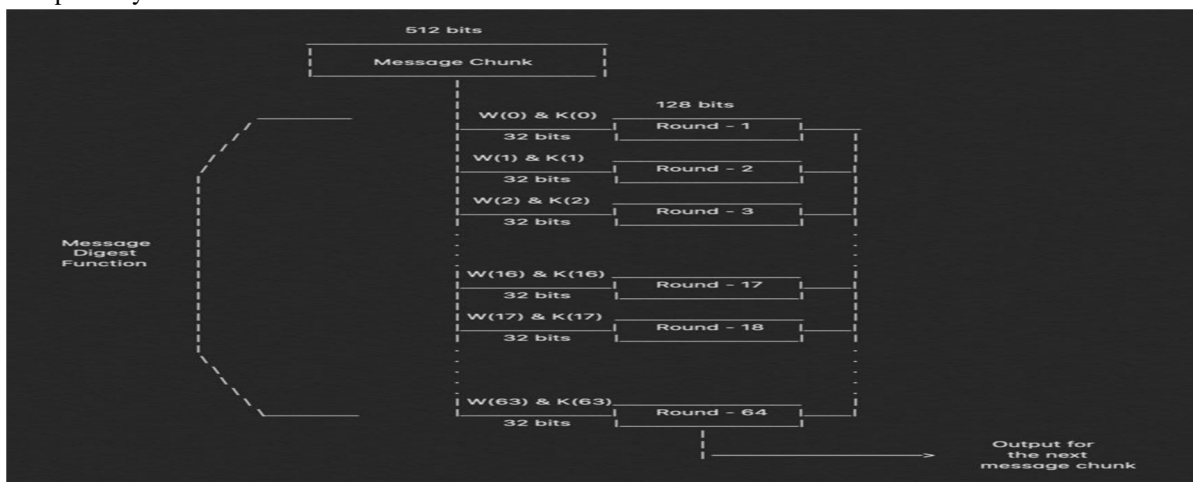 512 bits
Message Chunk
W(0) & K(0)
128 bits
32 bits
Round - 1
W(1) & K(1)
32 bits
Round - 2
W(2) & K(2)
32 bits
Round - 3
Message
Digest
Function
W(16) & K(16)
32 bits
Round - 17
W(17) & K(17)
32 bits
Round - 18
W(63) & K(63)
32 bits
Round - 64
Output for
the next
message chunk